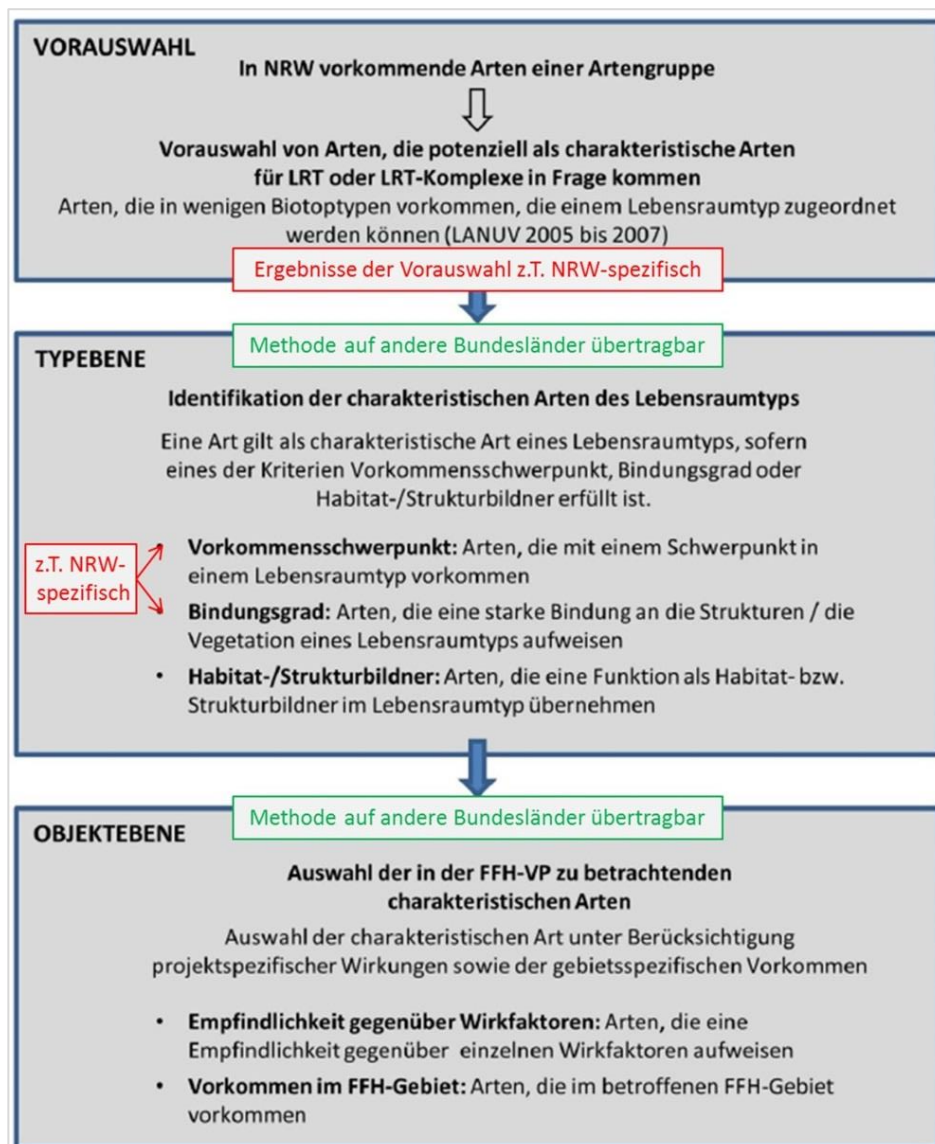 VORAUSWAHL
In NRW vorkommende Arten einer Artengruppe
Vorauswahl von Arten, die potenziell als charakteristische Arten
für LRT oder LRT-Komplexe in Frage kommen
Arten, die in wenigen Biotoptypen vorkommen, die einem Lebensraumtyp zugeordnet
werden können (LANUV 2005 bis 2007)
Ergebnisse der Vorauswahl z.T. NRW-spezifisch
Methode auf andere Bundesländer übertragbar
TYPEBENE
Identifikation der charakteristischen Arten des Lebensraumtyps
Eine Art gilt als charakteristische Art eines Lebensraumtyps, sofern
eines der Kriterien Vorkommensschwerpunkt, Bindungsgrad oder
Habitat-/Strukturbildner erfüllt ist.
z.T. NRW-
spezifisch
• Vorkommensschwerpunkt: Arten, die mit einem Schwerpunkt in
einem Lebensraumtyp vorkommen
• Bindungsgrad: Arten, die eine starke Bindung an die Strukturen / die
Vegetation eines Lebensraumtyps aufweisen
• Habitat-/Strukturbildner: Arten, die eine Funktion als Habitat- bzw.
Strukturbildner im Lebensraumtyp übernehmen
Methode auf andere Bundesländer übertragbar
OBJEKTEBENE
Auswahl der in der FFH-VP zu betrachtenden
charakteristischen Arten
Auswahl der charakteristischen Art unter Berücksichtigung
projektspezifischer Wirkungen sowie der gebietsspezifischen Vorkommen
• Empfindlichkeit gegenüber Wirkfaktoren: Arten, die eine
Empfindlichkeit gegenüber einzelnen Wirkfaktoren aufweisen
• Vorkommen im FFH-Gebiet: Arten, die im betroffenen FFH-Gebiet
vorkommen